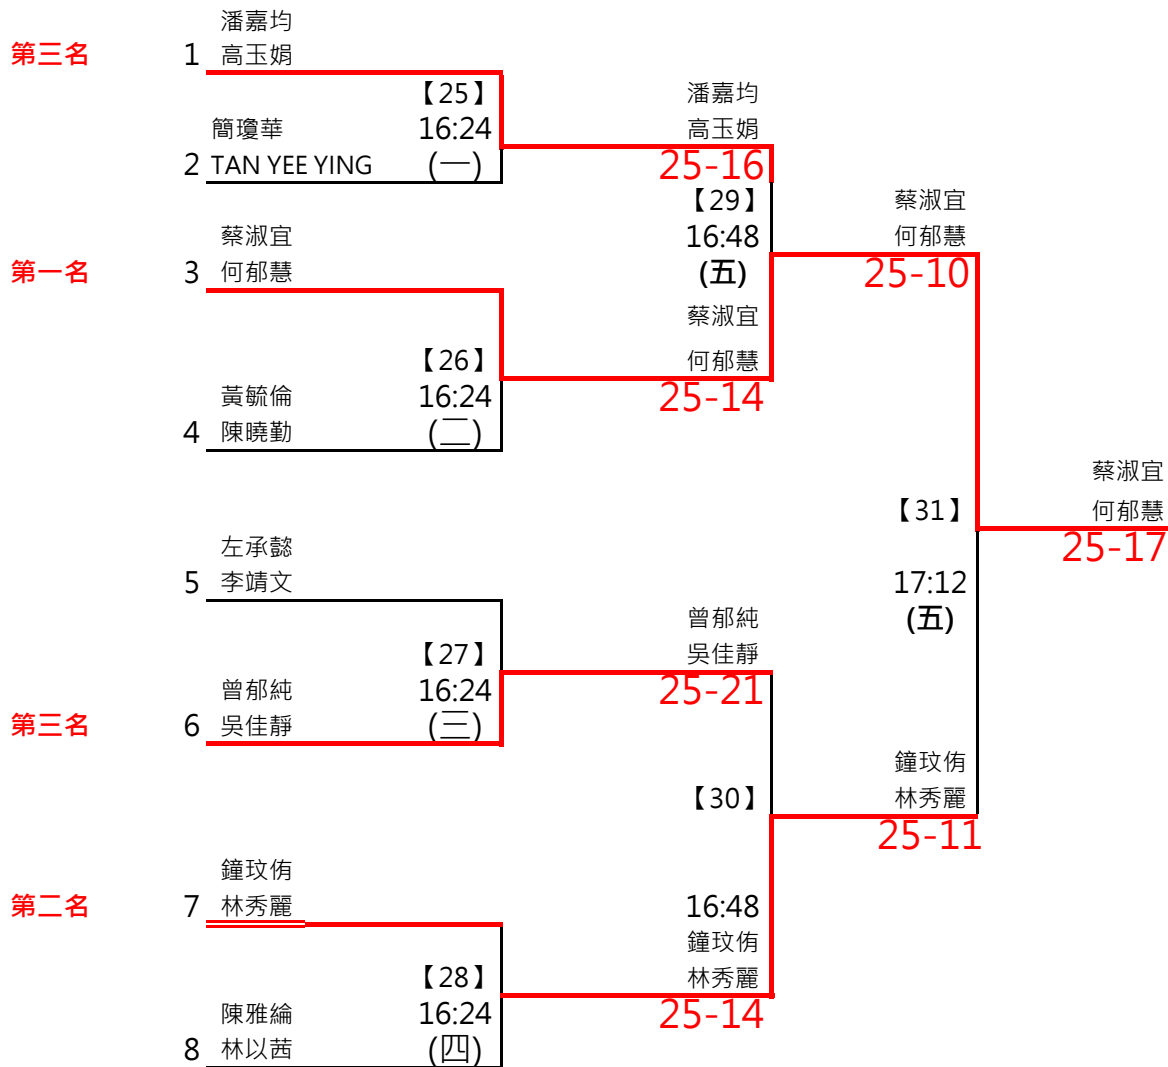 潘嘉均
第三名 1 高玉娟
【25】 潘嘉均
簡瓊華 16:24 高玉娟
2 TAN YEE YING (一) 25-16
【29】 蔡淑宜
蔡淑宜 16:48 何郁慧
第一名 3 何郁慧 (五) 25-10
蔡淑宜
【26】 何郁慧
黃毓倫 16:24 25-14
4 陳曉勤 (二)
蔡淑宜
【31】 何郁慧
左承懿 25-17
5 李靖文 17:12
曾郁純 (五)
【27】 吳佳靜
曾郁純 16:24 25-21
第三名 6 吳佳靜 (三)
鐘玟侑
【30】 林秀麗
25-11
鐘玟侑
第二名 7 林秀麗 16:48
鐘玟侑
【28】 林秀麗
陳雅綸 16:24 25-14
8 林以茜 (四)